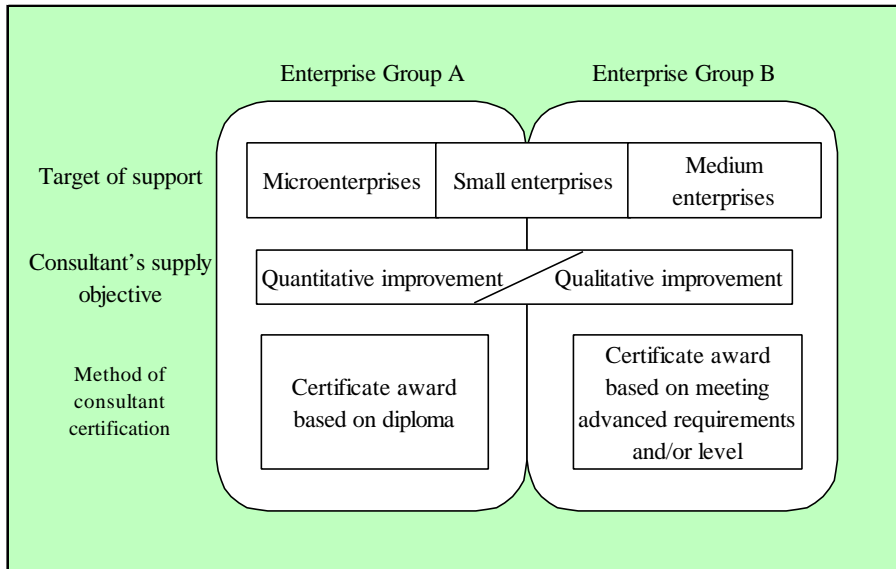 Enterprise Group A
Enterprise Group B
Target of support
Microenterprises
Small enterprises
Medium
enterprises
Consultant's supply
objective
Quantitative improvement
Qualitative improvement
Method of
consultant
certification
Certificate award
based on diploma
Certificate award
based on meeting
advanced requirements
and/or level